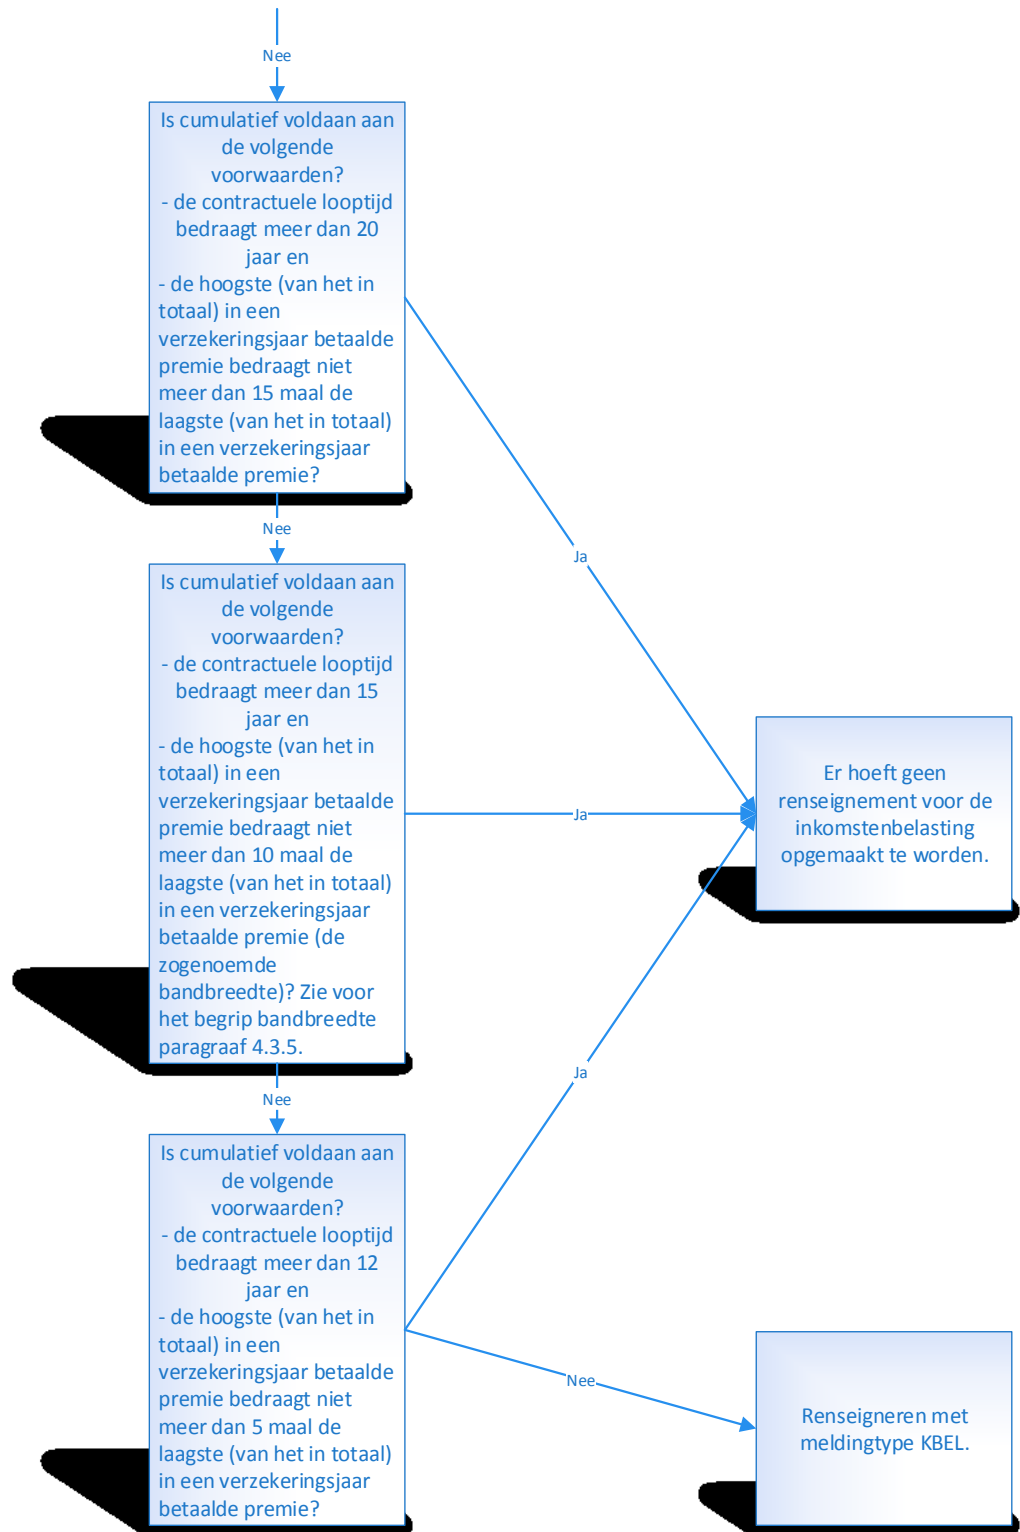 Nee
Is cumulatief voldaan aan
de volgende
voorwaarden?
- de contractuele looptijd
bedraagt meer dan 20
jaar en
- de hoogste (van het in
totaal) in een
verzekeringsjaar betaalde
premie bedraagt niet
meer dan 15 maal de
laagste (van het in totaal)
in een verzekeringsjaar
betaalde premie?
Nee
Ja
Is cumulatief voldaan aan
de volgende
voorwaarden?
- de contractuele looptijd
bedraagt meer dan 15
jaar en
- de hoogste (van het in
totaal) in een
verzekeringsjaar betaalde
premie bedraagt niet
meer dan 10 maal de
laagste (van het in totaal)
in een verzekeringsjaar
betaalde premie (de
zogenoemde
bandbreedte)? Zie voor
het begrip bandbreedte
paragraaf 4.3.5.
Ja
Er hoeft geen
renseignement voor de
inkomstenbelasting
opgemaakt te worden.
Nee
Ja
Is cumulatief voldaan aan
de volgende
voorwaarden?
- de contractuele looptijd
bedraagt meer dan 12
jaar en
- de hoogste (van het in
totaal) in een
verzekeringsjaar betaalde
premie bedraagt niet
meer dan 5 maal de
laagste (van het in totaal)
in een verzekeringsjaar
betaalde premie?
Nee
Renseigneren met
meldingtype KBEL.